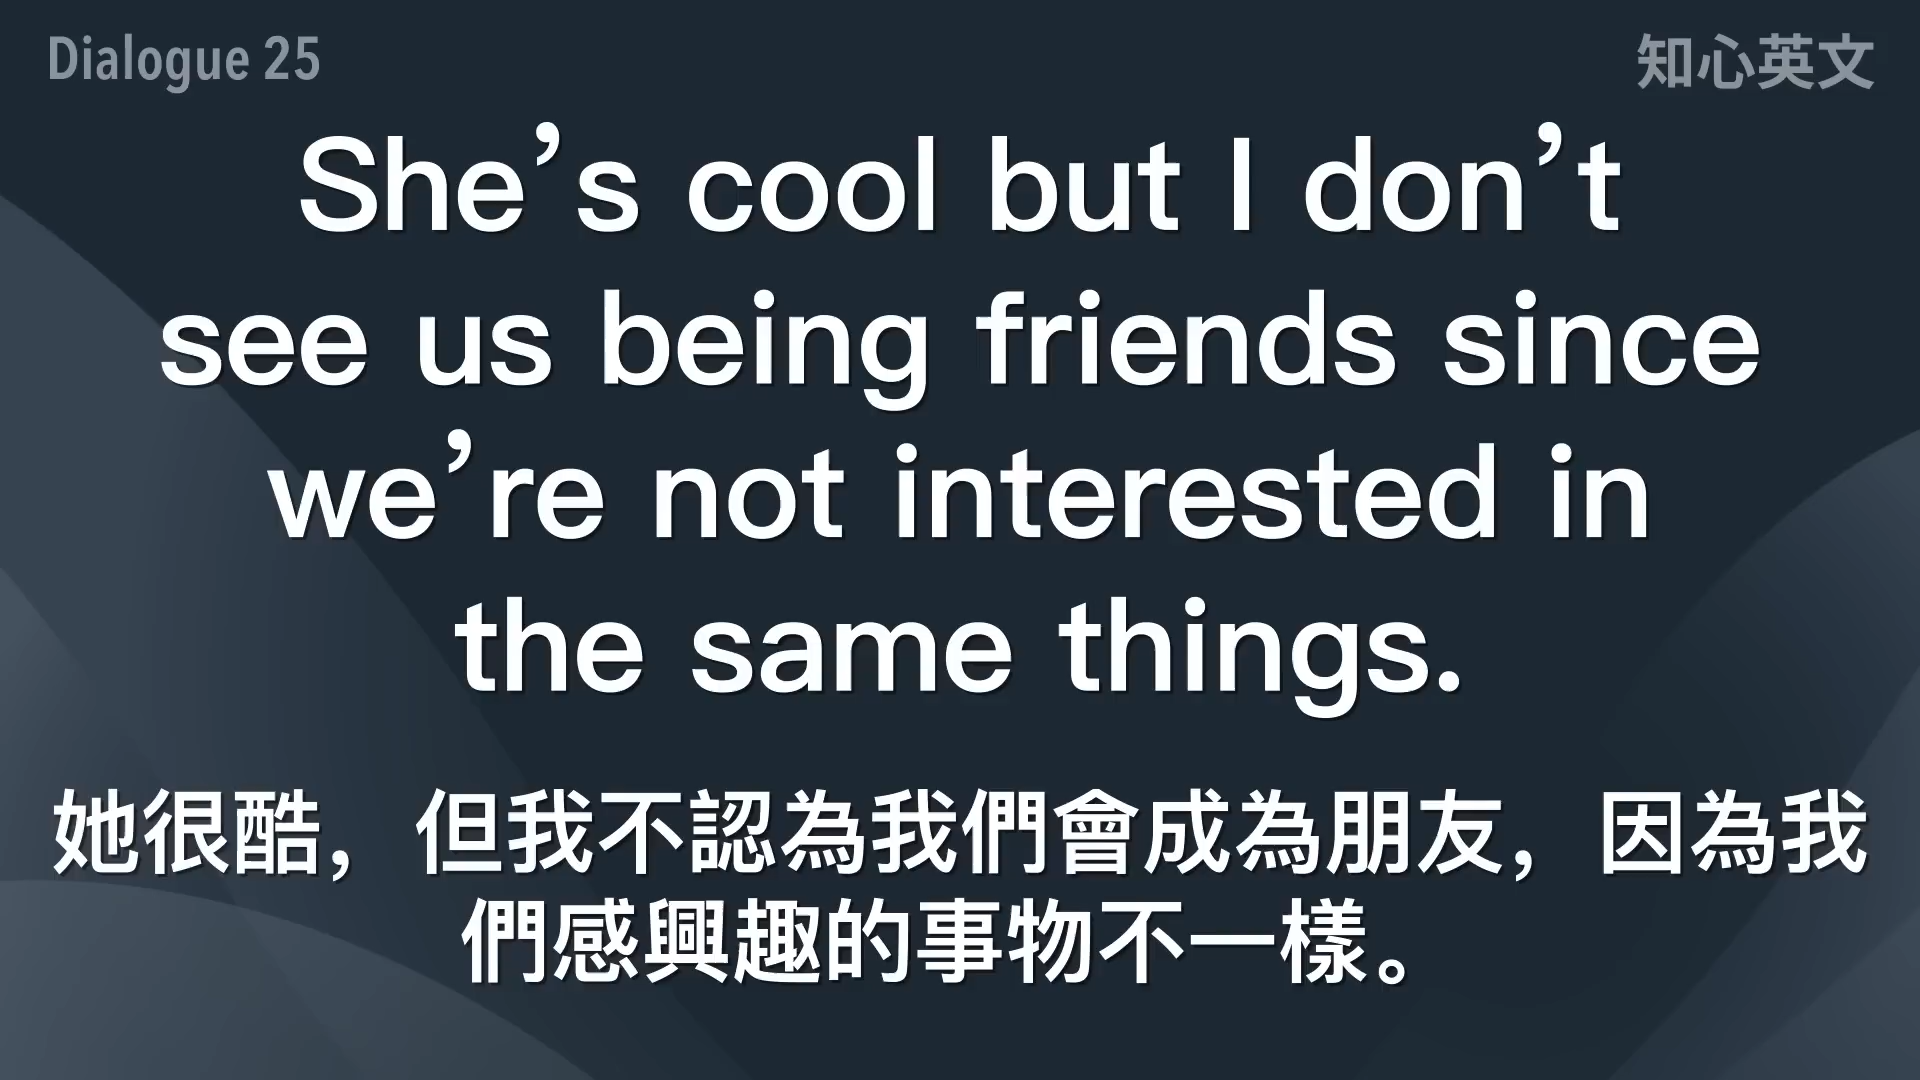 Dialogue 25
知心英文
She’s cool but I don’t
see us being friends since
we’re not interested in
the same things.
她很酷，但我不認為我們會成為朋友，因為我
們感興趣的事物不一樣。